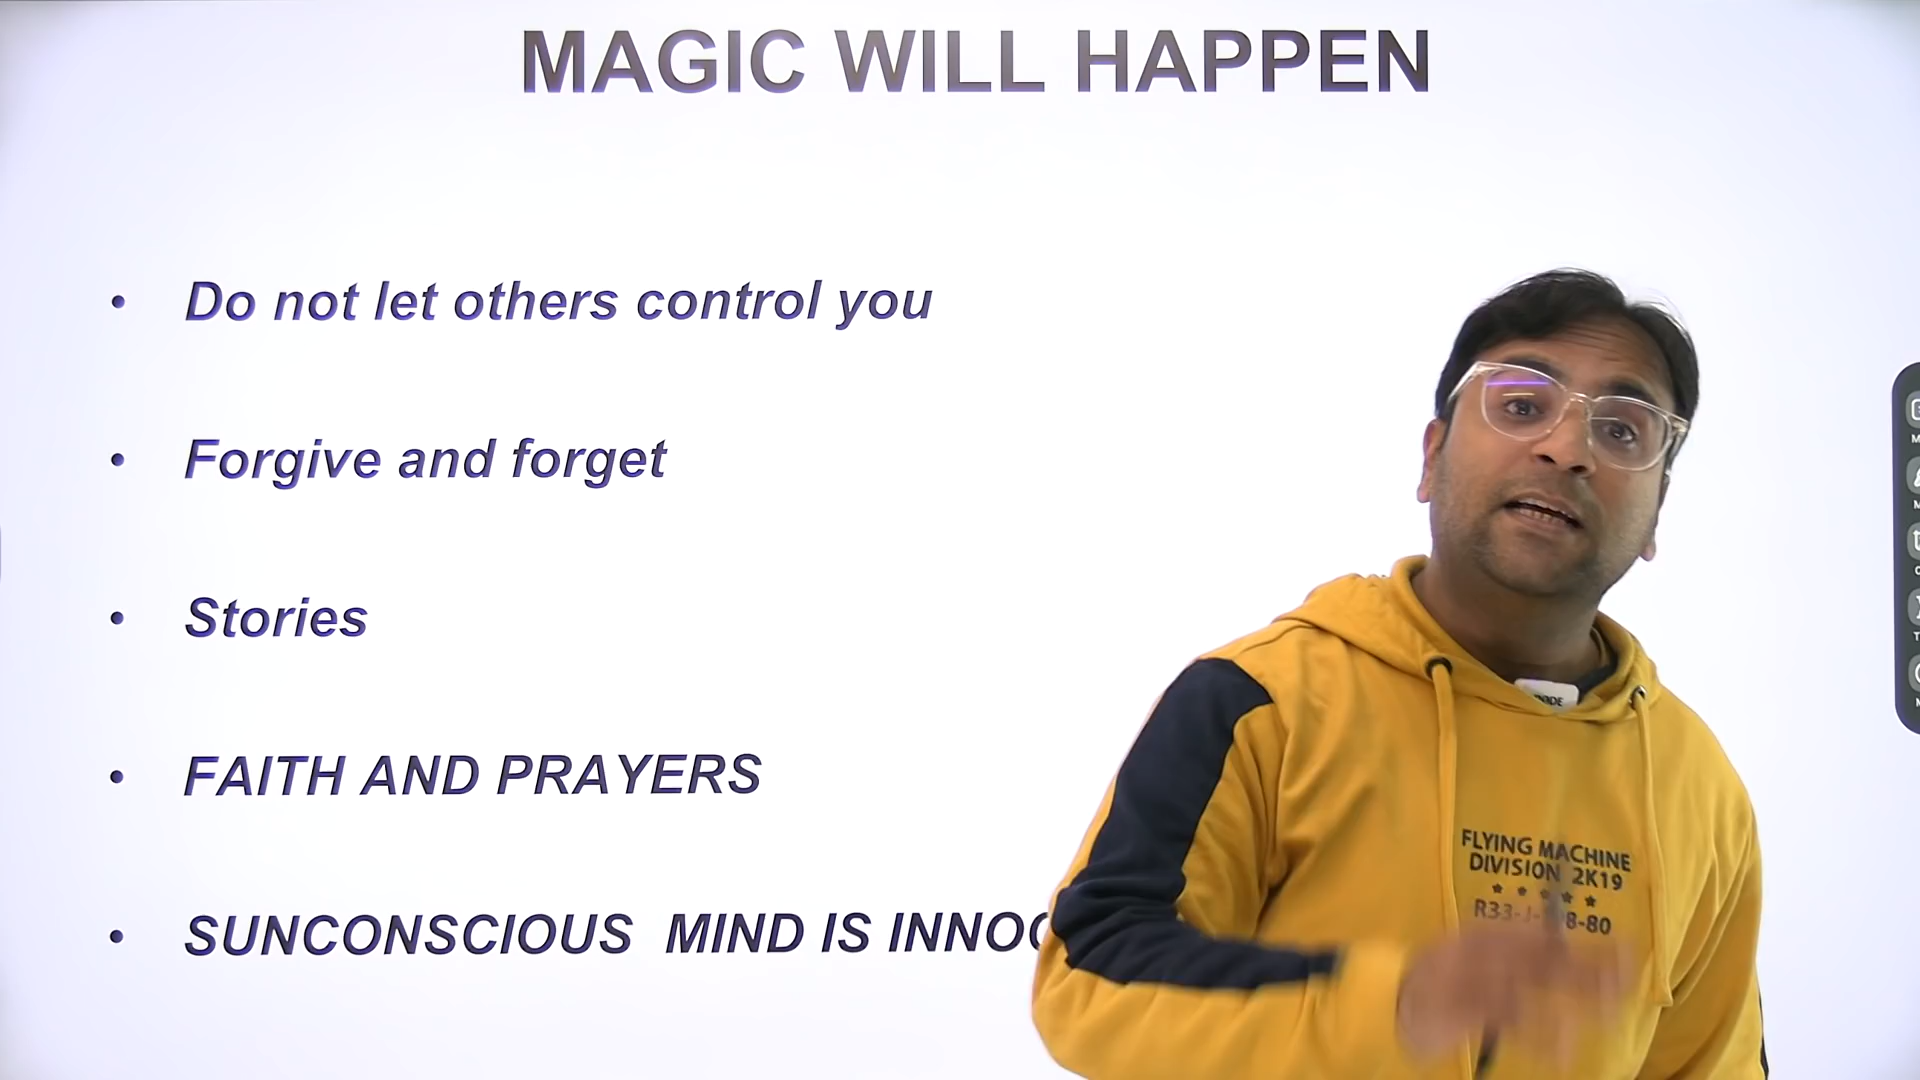 MAGIC WILL HAPPEN
• Do not let others control you
• Forgive and forget
• Stories
• FAITH AND PRAYERS
• SUNCONSCIOUS MIND IS
FLYING MACHINE
DIVISION 2K19